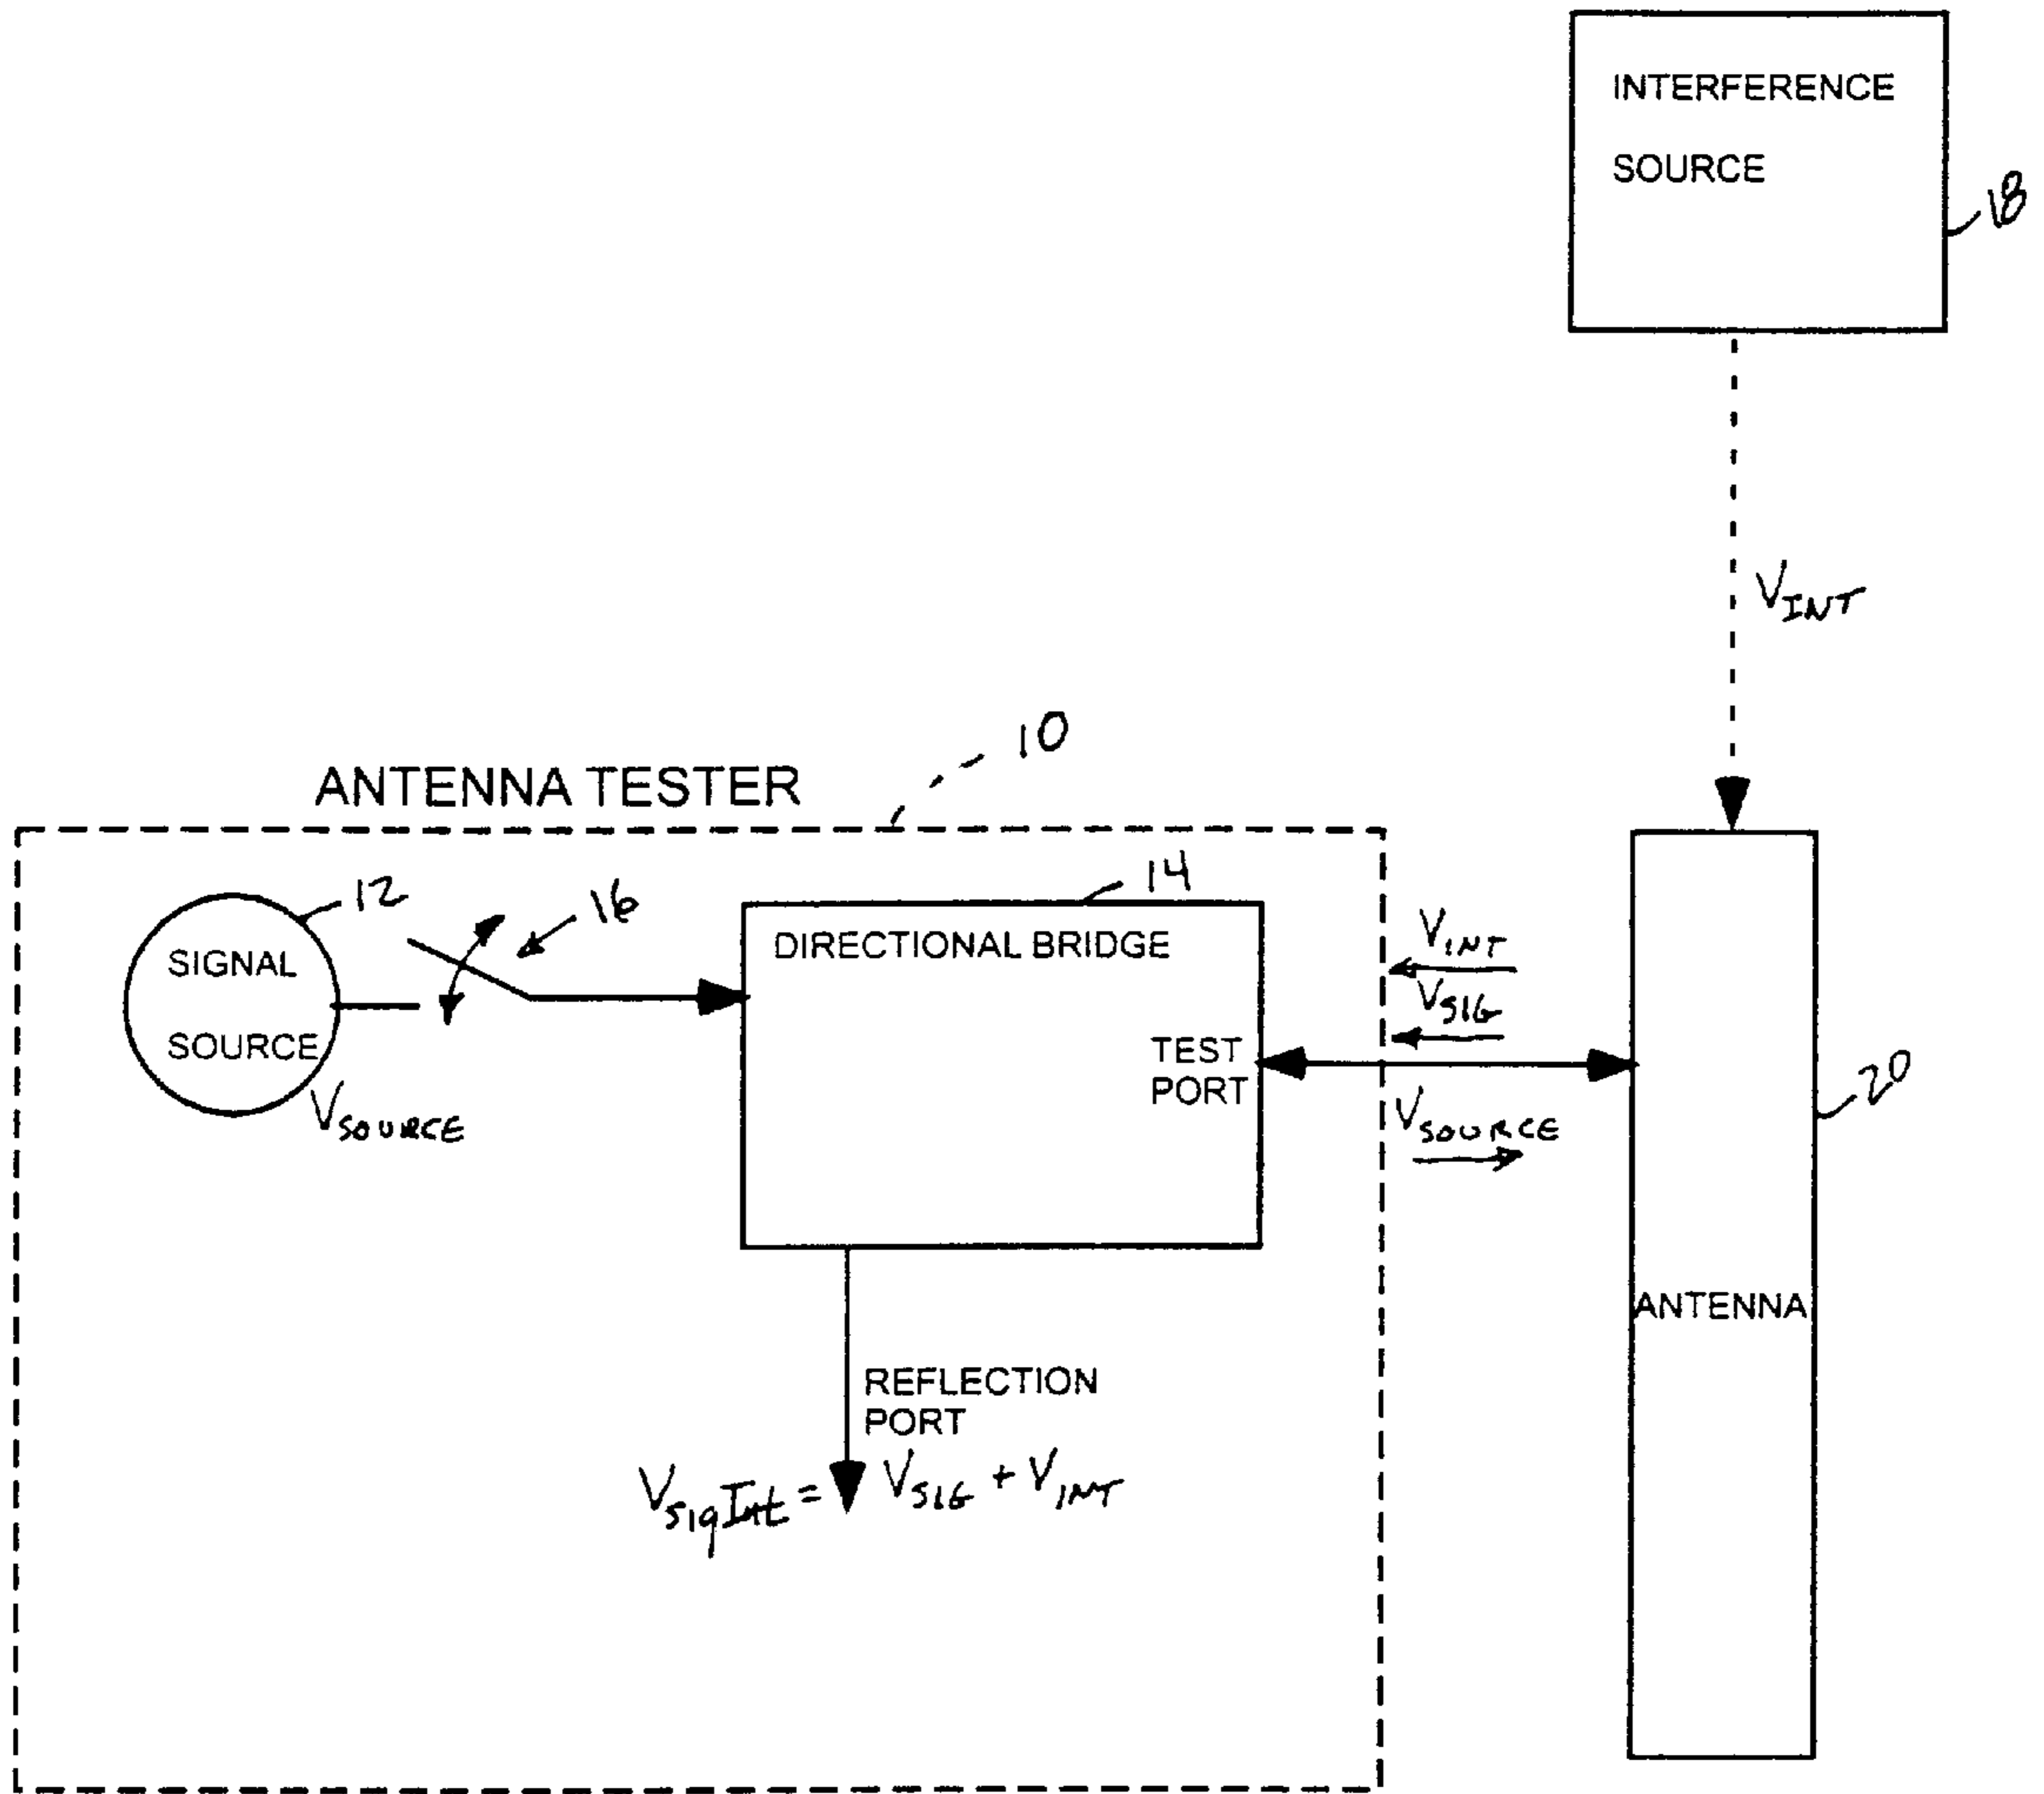 INTERFERENCE
SOURCE
18
V_INT
10
ANTENNA TESTER
12
16
14
SIGNAL
SOURCE
V_SOURCE
DIRECTIONAL BRIDGE
TEST
PORT
V_INT
V_SIG
V_SOURCE
20
ANTENNA
REFLECTION
PORT
V_SigInt = V_SIG + V_INT